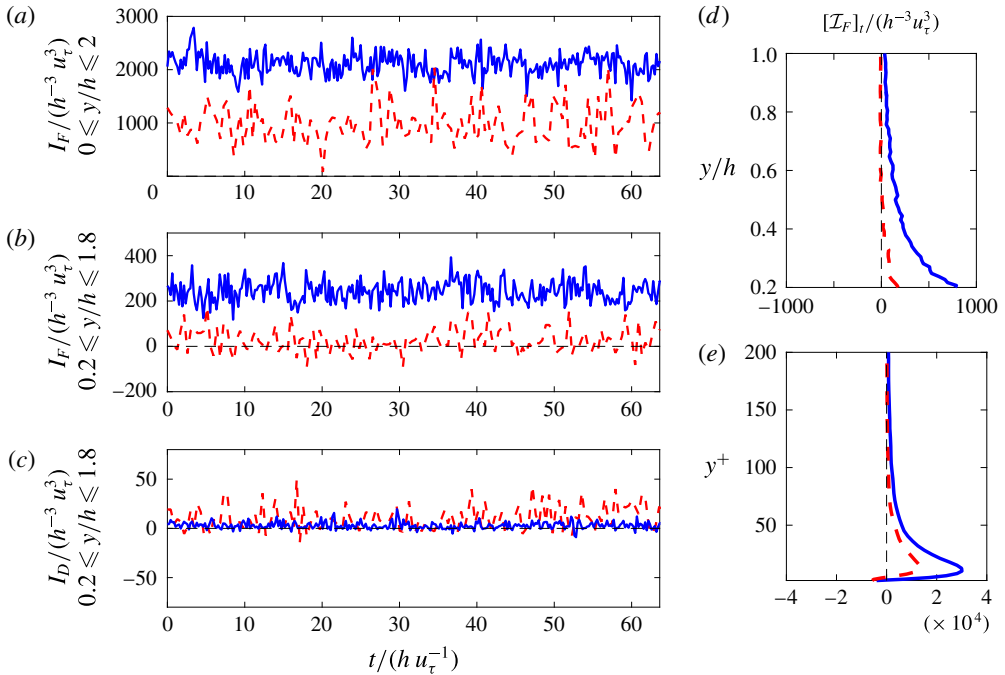 (a)
I_F/(h^{-3} u_τ^3)
0 ⩽ y/h ⩽ 2
3000
2000
1000
0
0 10 20 30 40 50 60
(b)
I_F/(h^{-3} u_τ^3)
0.2 ⩽ y/h ⩽ 1.8
400
200
0
−200
0 10 20 30 40 50 60
(c)
I_D/(h^{-3} u_τ^3)
0.2 ⩽ y/h ⩽ 1.8
50
0
−50
0 10 20 30 40 50 60
t/(h u_τ^{-1})
(d)
[ℐ_F]_t/(h^{-3}u_τ^3)
1.0
0.8
y/h
0.6
0.4
0.2
−1000 0 1000
(e)
200
150
y^+
100
50
−4 −2 0 2 4
(× 10^4)